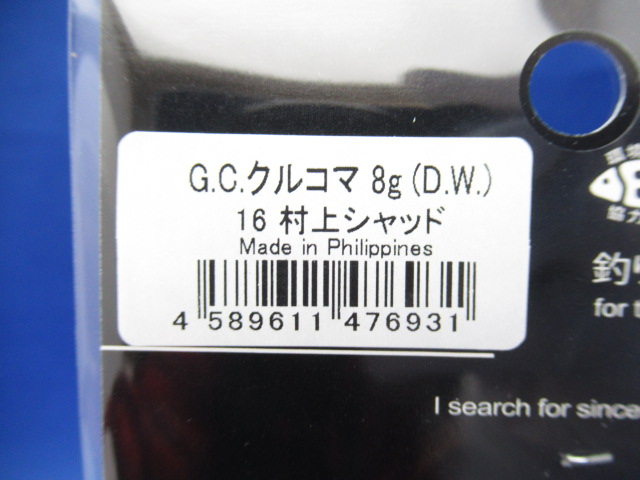 G.C.クルコマ 8g (D.W.)
16 村上シャッド
Made in Philippines
4 589611 476931
釣り
for t
I search for since